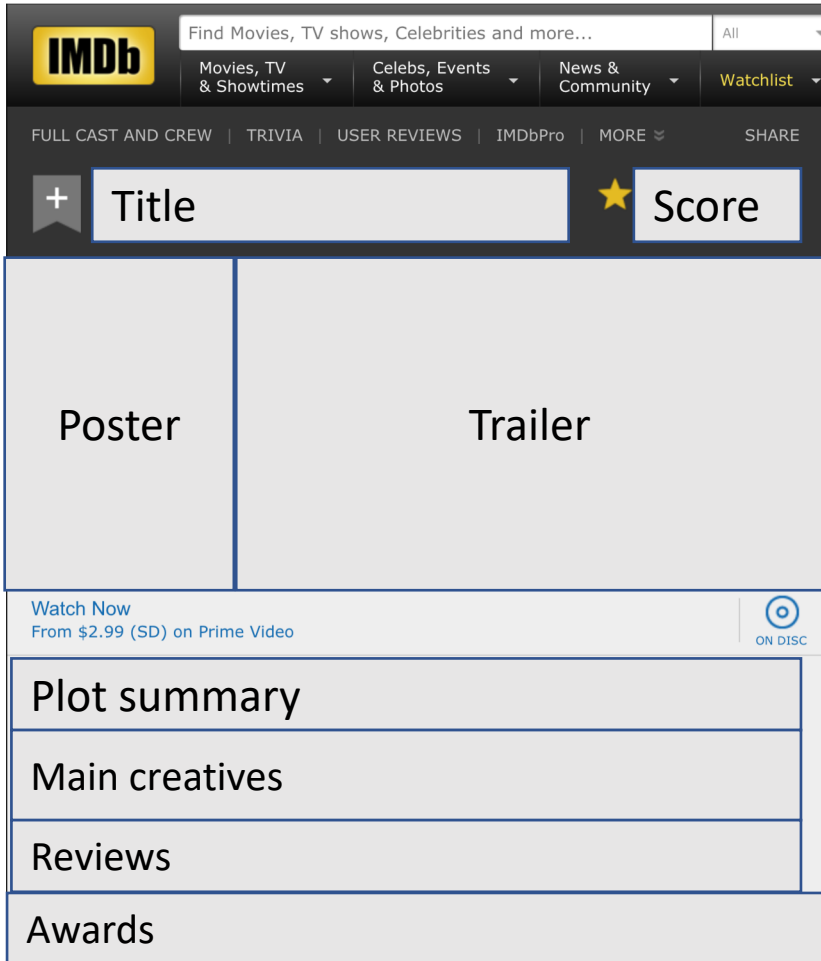 IMDb
Find Movies, TV shows, Celebrities and more...
All
Movies, TV
& Showtimes
Celebs, Events
& Photos
News &
Community
Watchlist
FULL CAST AND CREW | TRIVIA | USER REVIEWS | IMDbPro | MORE
SHARE
+
Title
Score
Poster
Trailer
Watch Now
From $2.99 (SD) on Prime Video
ON DISC
Plot summary
Main creatives
Reviews
Awards